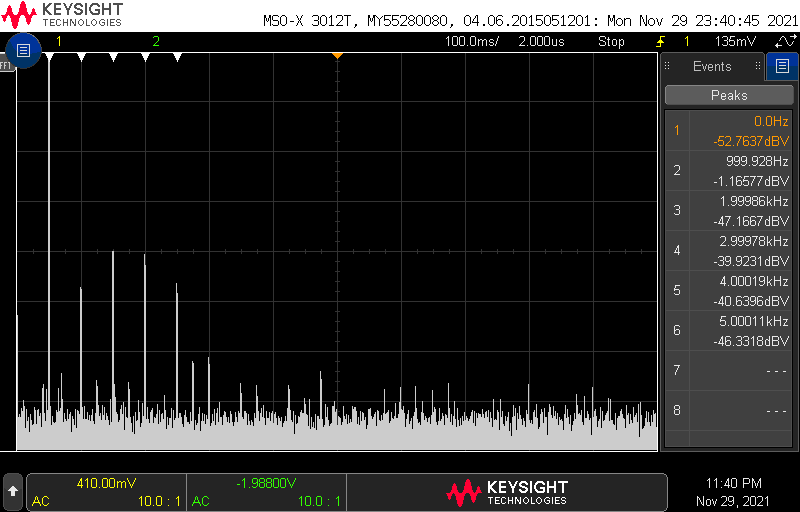 KEYSIGHT
TECHNOLOGIES
MSO-X 3012T, MY55280080, 04.06.2015051201: Mon Nov 29 23:40:45 2021
1 2 100.0ms/ 2.000us Stop 1 135mV
FFT
Events
Peaks
1 0.0Hz
-52.7637dBV
2 999.928Hz
-1.16577dBV
3 1.99986kHz
-47.1667dBV
4 2.99978kHz
-39.9231dBV
5 4.00019kHz
-40.6396dBV
6 5.00011kHz
-46.3318dBV
7 ---
8 ---
410.00mV
AC 10.0 : 1
-1.98800V
AC 10.0 : 1
KEYSIGHT
TECHNOLOGIES
11:40 PM
Nov 29, 2021